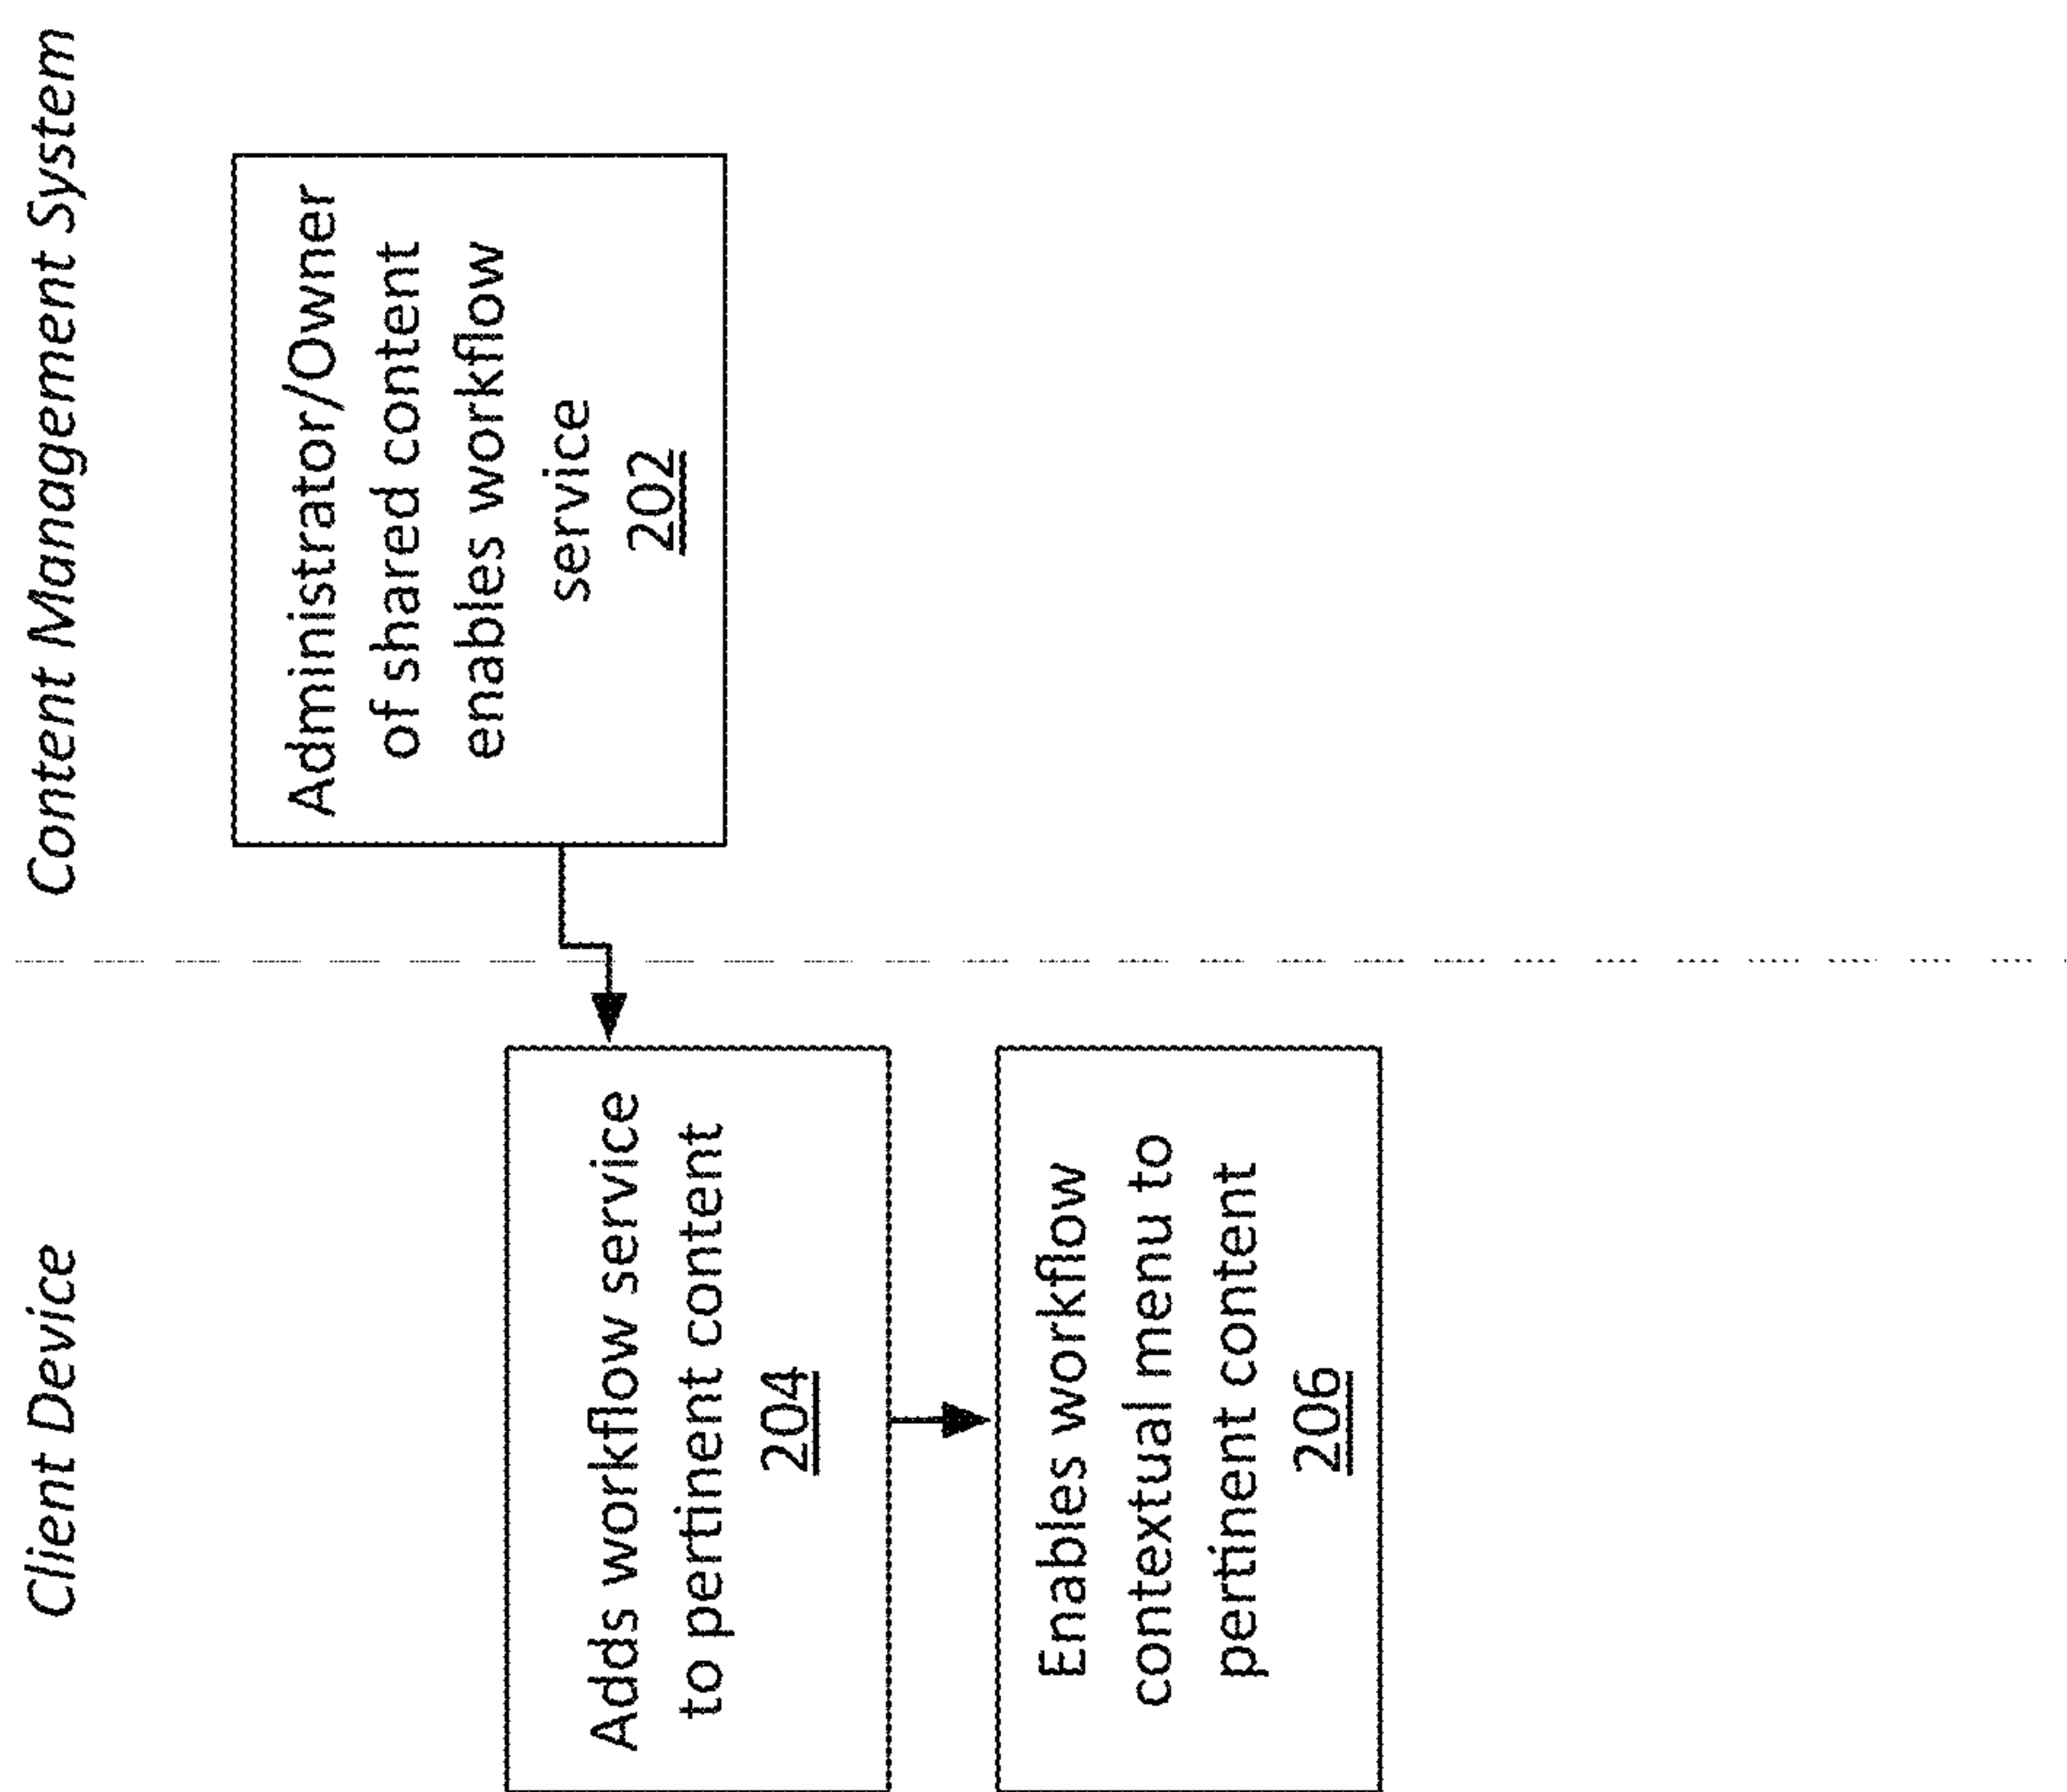 Client Device
Content Management System
Administrator/Owner
of shared content
enables workflow
service
202
Adds workflow service
to pertinent content
204
Enables workflow
contextual menu to
pertinent content
206